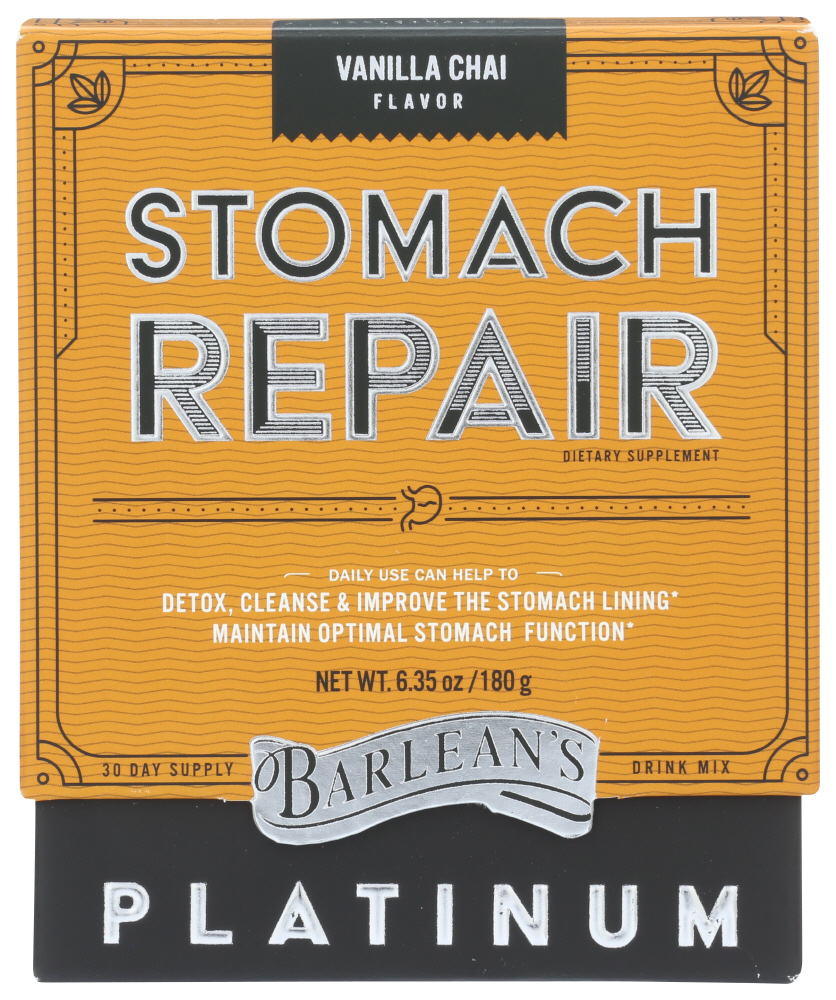 VANILLA CHAI
FLAVOR
STOMACH
REPAIR
DIETARY SUPPLEMENT
DAILY USE CAN HELP TO
DETOX, CLEANSE & IMPROVE THE STOMACH LINING*
MAINTAIN OPTIMAL STOMACH FUNCTION*
NET WT. 6.35 oz / 180 g
30 DAY SUPPLY
BARLEAN'S
DRINK MIX
PLATINUM